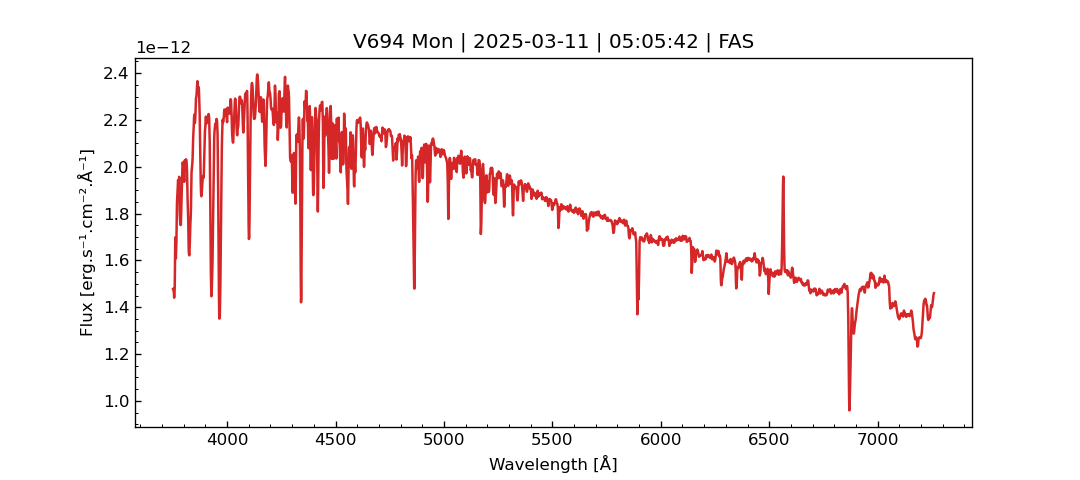 V694 Mon | 2025-03-11 | 05:05:42 | FAS
1e−12
2.4
2.2
2.0
1.8
1.6
1.4
1.2
1.0
Flux [erg.s⁻¹.cm⁻².Å⁻¹]
4000 4500 5000 5500 6000 6500 7000
Wavelength [Å]